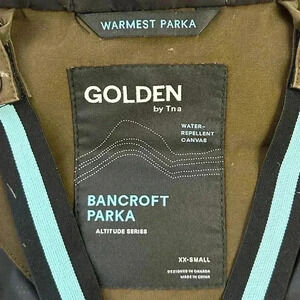 WARMEST PARKA
GOLDEN
by Tna
WATER-
REPELLENT
CANVAS
BANCROFT
PARKA
ALTITUDE SERIES
XX-SMALL
DESIGNED IN CANADA
MADE IN CHINA